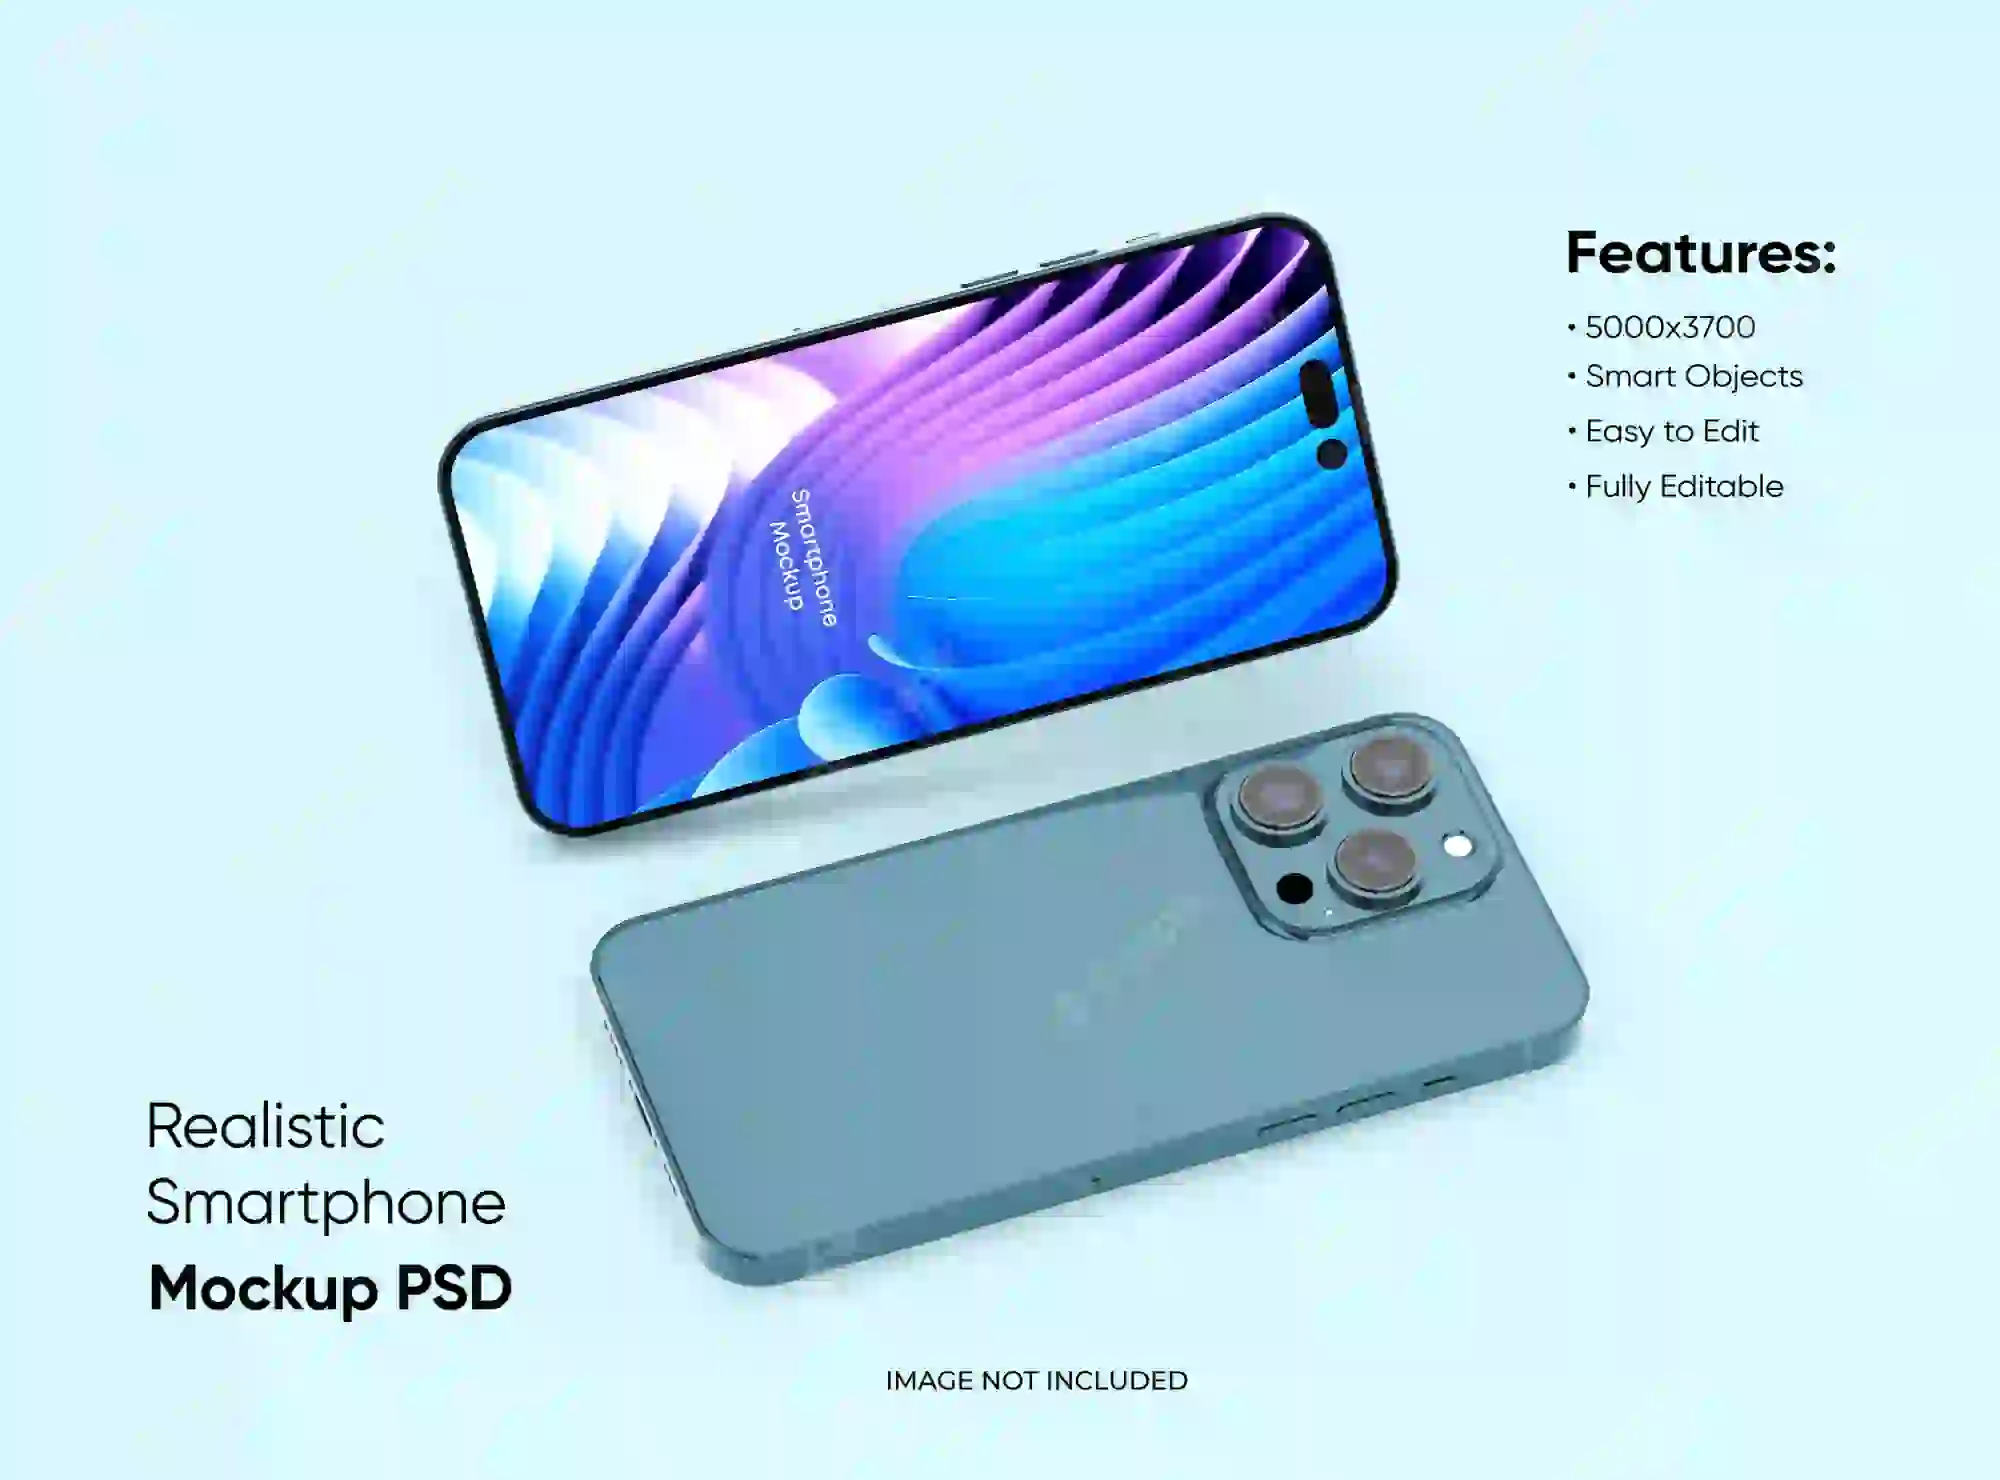 Features:
• 5000x3700
• Smart Objects
• Easy to Edit
• Fully Editable
Smartphone
Mockup
Realistic
Smartphone
Mockup PSD
IMAGE NOT INCLUDED